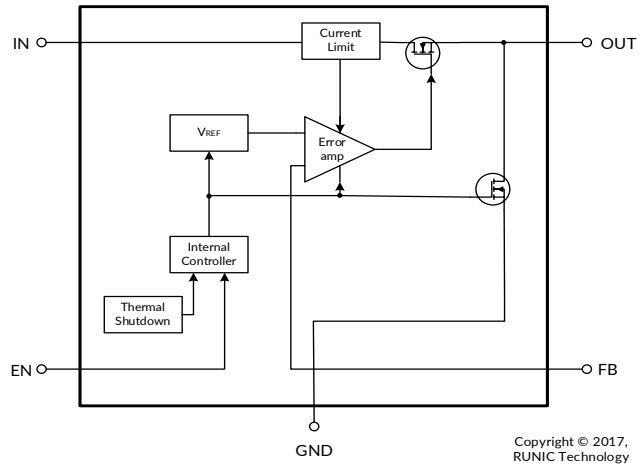 IN
Current
Limit
OUT
VREF
Error
amp
Internal
Controller
Thermal
Shutdown
EN
FB
GND
Copyright © 2017,
RUNIC Technology